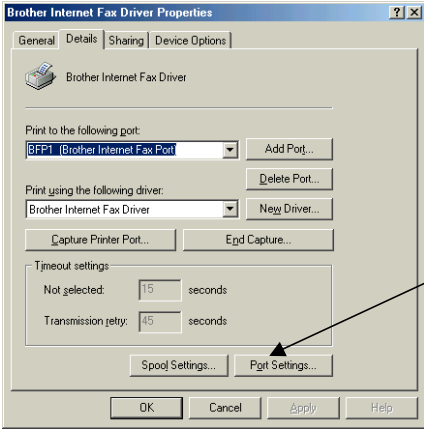 Brother Internet Fax Driver Properties ? ×
General Details Sharing Device Options
Brother Internet Fax Driver
Print to the following port:
BFP1 (Brother Internet Fax Port) Add Port...
Delete Port...
Print using the following driver:
Brother Internet Fax Driver New Driver...
Capture Printer Port... End Capture...
Timeout settings
Not selected: 15 seconds
Transmission retry: 45 seconds
Spool Settings... Port Settings...
OK Cancel Apply Help